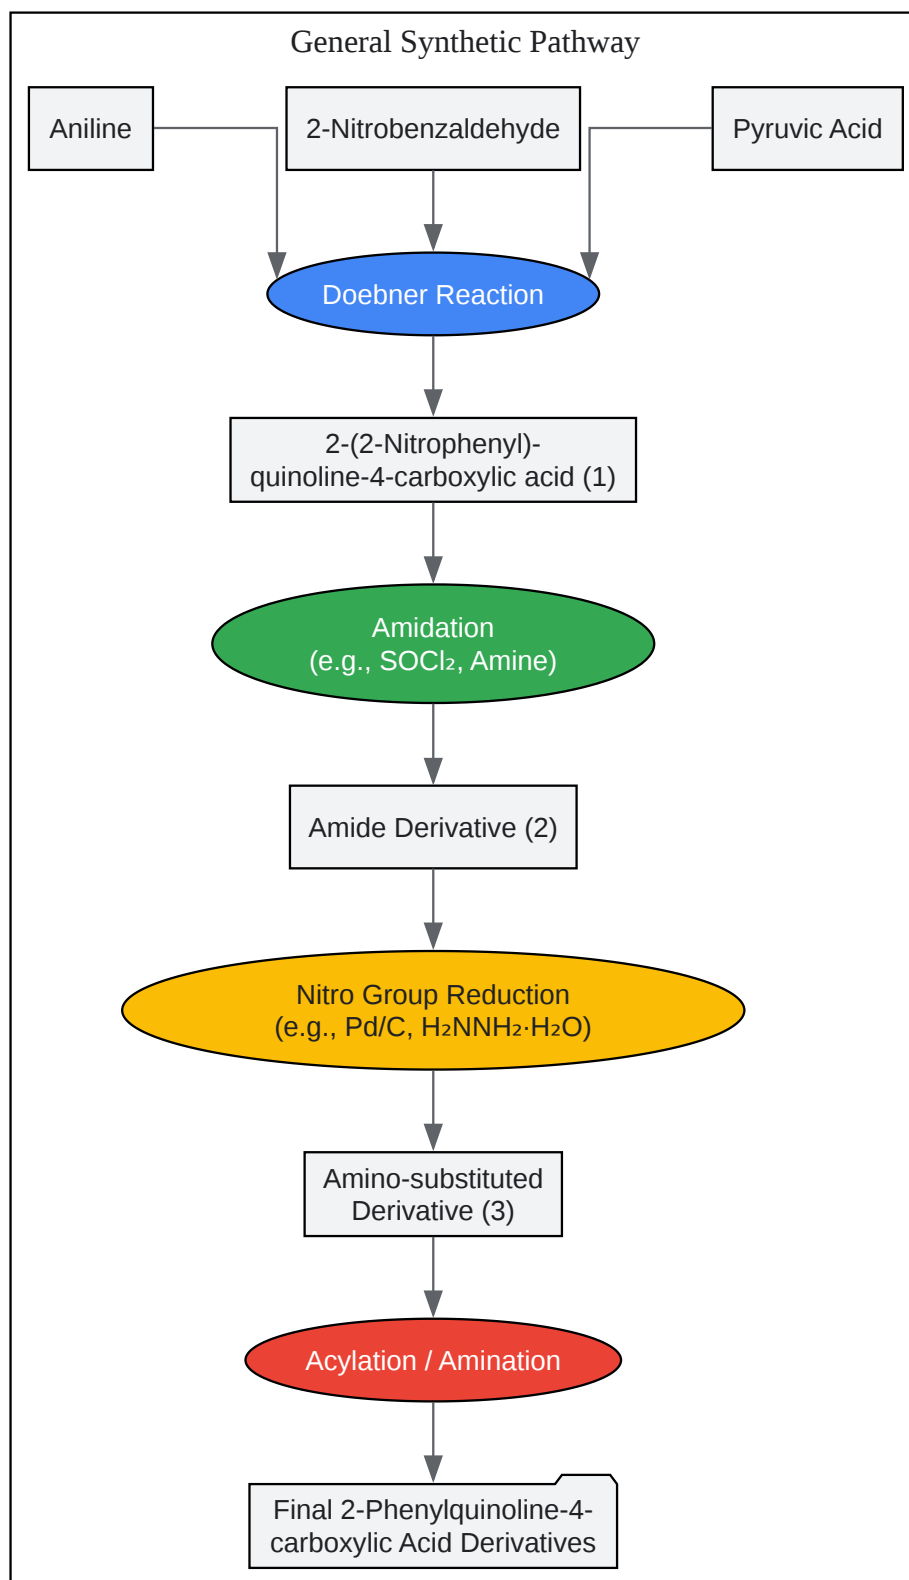 General Synthetic Pathway
Aniline
2-Nitrobenzaldehyde
Pyruvic Acid
Doebner Reaction
2-(2-Nitrophenyl)-
quinoline-4-carboxylic acid (1)
Amidation
(e.g., SOCl₂, Amine)
Amide Derivative (2)
Nitro Group Reduction
(e.g., Pd/C, H₂NNH₂·H₂O)
Amino-substituted
Derivative (3)
Acylation / Amination
Final 2-Phenylquinoline-4-
carboxylic Acid Derivatives